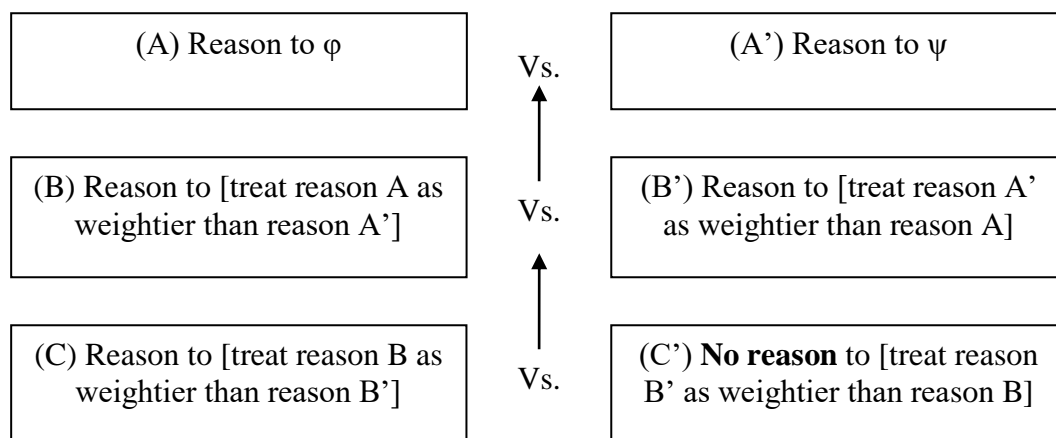 (A) Reason to φ
Vs.
(A’) Reason to ψ
(B) Reason to [treat reason A as
weightier than reason A’]
Vs.
(B’) Reason to [treat reason A’
as weightier than reason A]
(C) Reason to [treat reason B as
weightier than reason B’]
Vs.
(C’) No reason to [treat reason
B’ as weightier than reason B]